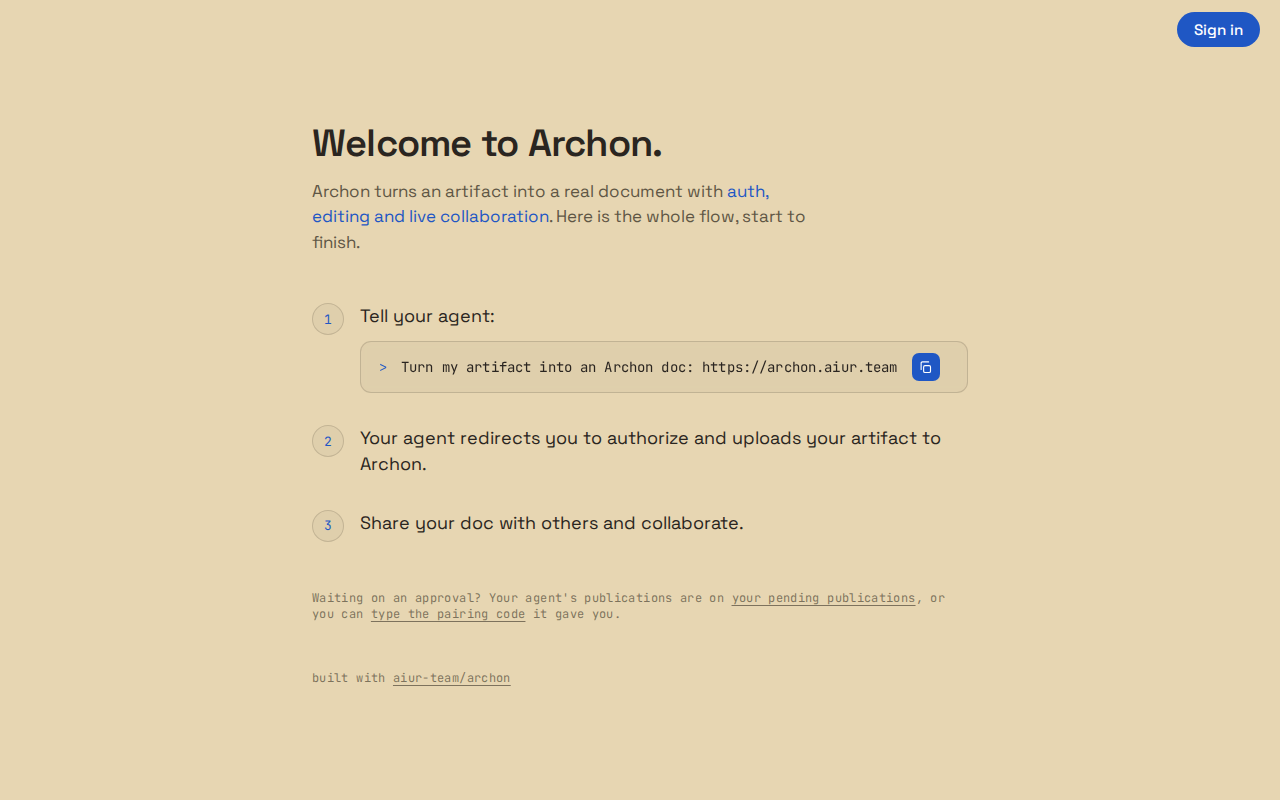 Sign in
Welcome to Archon.
Archon turns an artifact into a real document with auth,
editing and live collaboration. Here is the whole flow, start to
finish.
1 Tell your agent:
> Turn my artifact into an Archon doc: https://archon.aiur.team
2 Your agent redirects you to authorize and uploads your artifact to
Archon.
3 Share your doc with others and collaborate.
Waiting on an approval? Your agent's publications are on your pending publications, or
you can type the pairing code it gave you.
built with aiur-team/archon